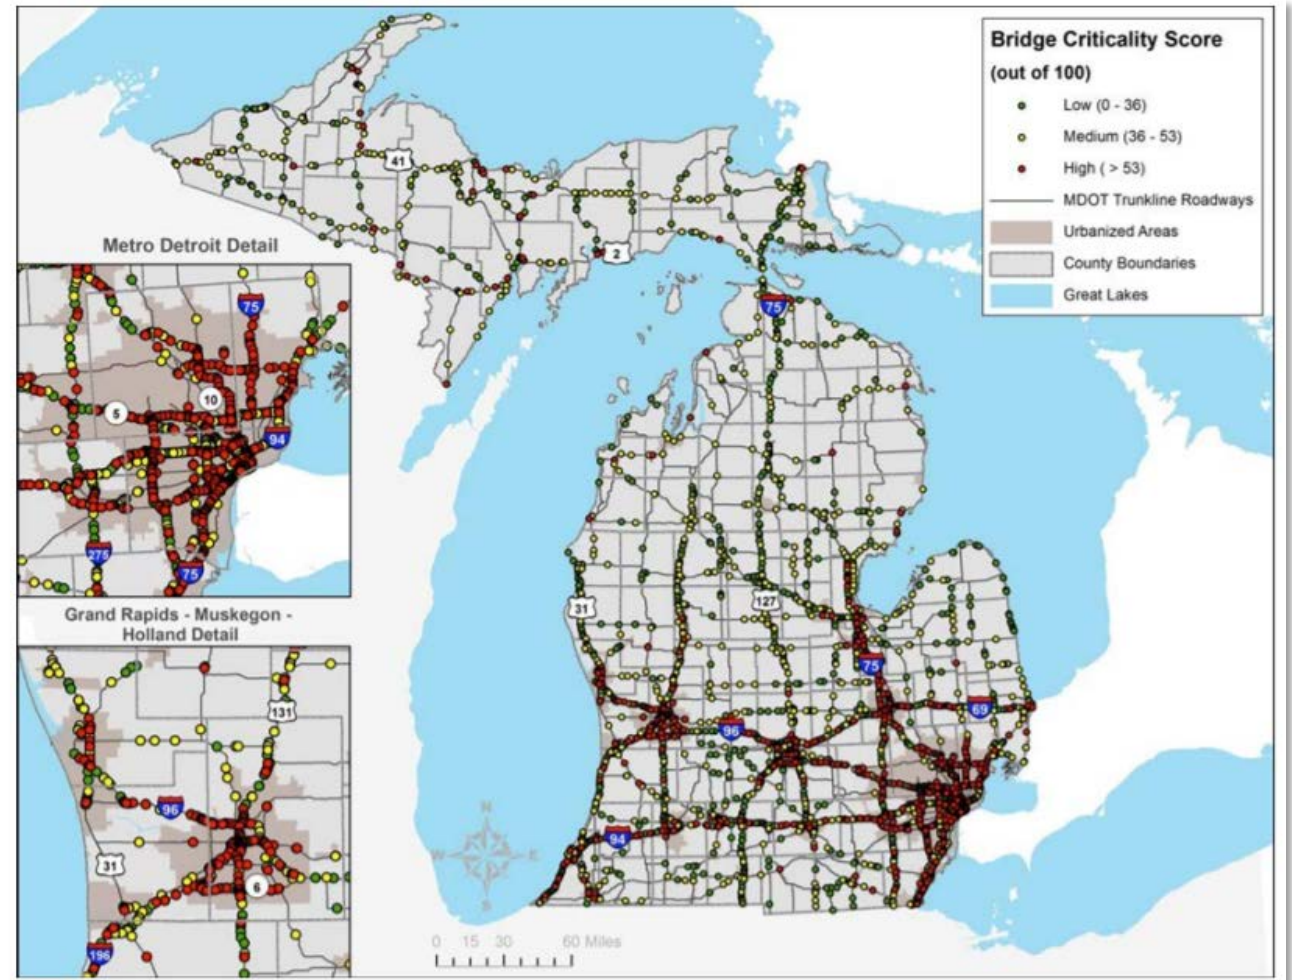 Bridge Criticality Score
(out of 100)
Low (0 - 36)
Medium (36 - 53)
High ( > 53)
MDOT Trunkline Roadways
Urbanized Areas
County Boundaries
Great Lakes
41
2
75
Metro Detroit Detail
75
10
5
94
275
75
Grand Rapids - Muskegon -
Holland Detail
131
96
31
6
196
31
127
75
69
96
94
N
W
E
S
0 15 30 60 Miles